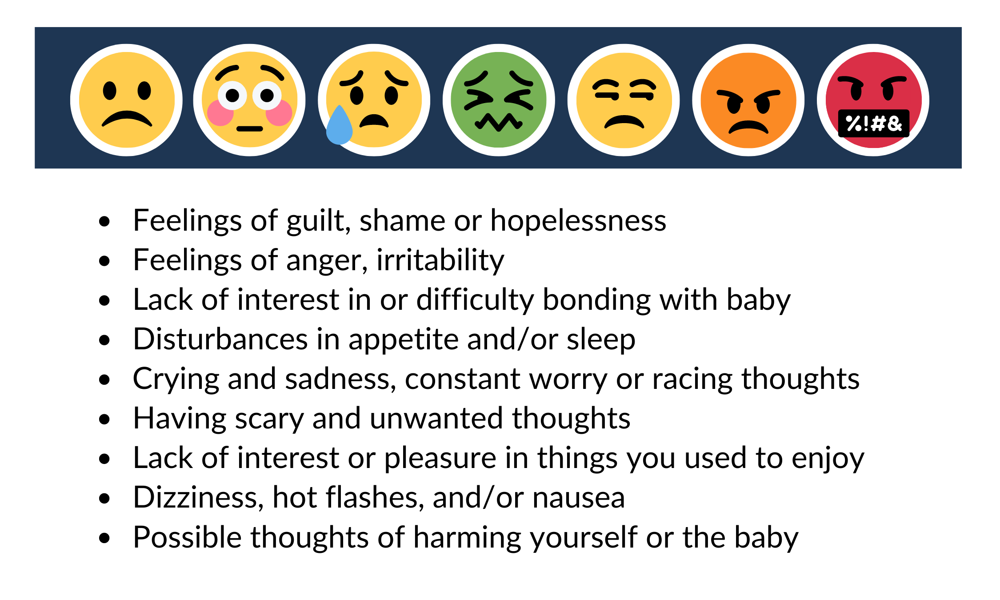 %!#&
• Feelings of guilt, shame or hopelessness
• Feelings of anger, irritability
• Lack of interest in or difficulty bonding with baby
• Disturbances in appetite and/or sleep
• Crying and sadness, constant worry or racing thoughts
• Having scary and unwanted thoughts
• Lack of interest or pleasure in things you used to enjoy
• Dizziness, hot flashes, and/or nausea
• Possible thoughts of harming yourself or the baby